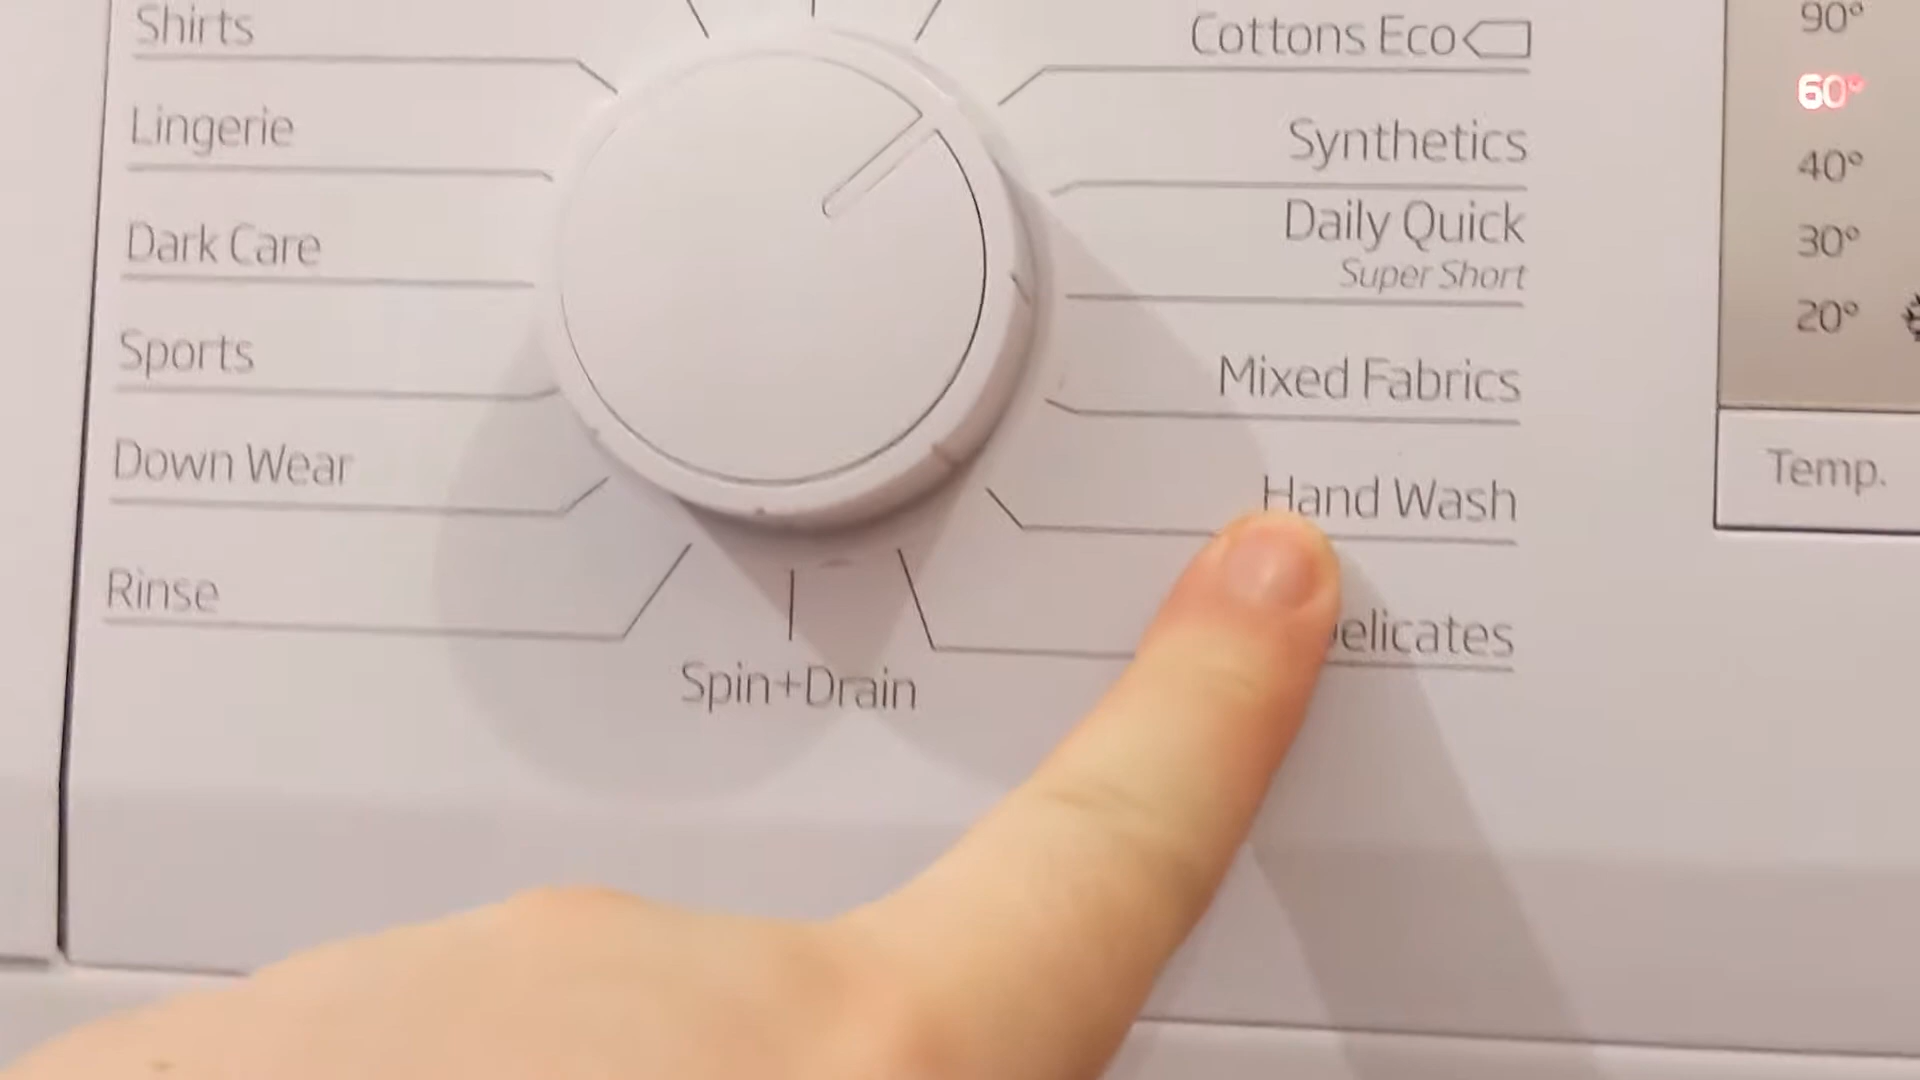 Shirts
Lingerie
Dark Care
Sports
Down Wear
Rinse
Spin+Drain
Cottons Eco
Synthetics
Daily Quick
Super Short
Mixed Fabrics
Hand Wash
elicates
90°
60°
40°
30°
20°
Temp.